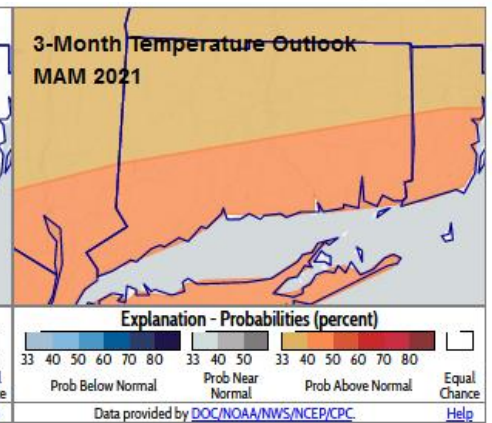 3-Month Temperature Outlook
MAM 2021
Explanation - Probabilities (percent)
33 40 50 60 70 80 33 40 50 33 40 50 60 70 80
Prob Below Normal Prob Near Normal Prob Above Normal Equal Chance
Data provided by DOC/NOAA/NWS/NCEP/CPC. Help